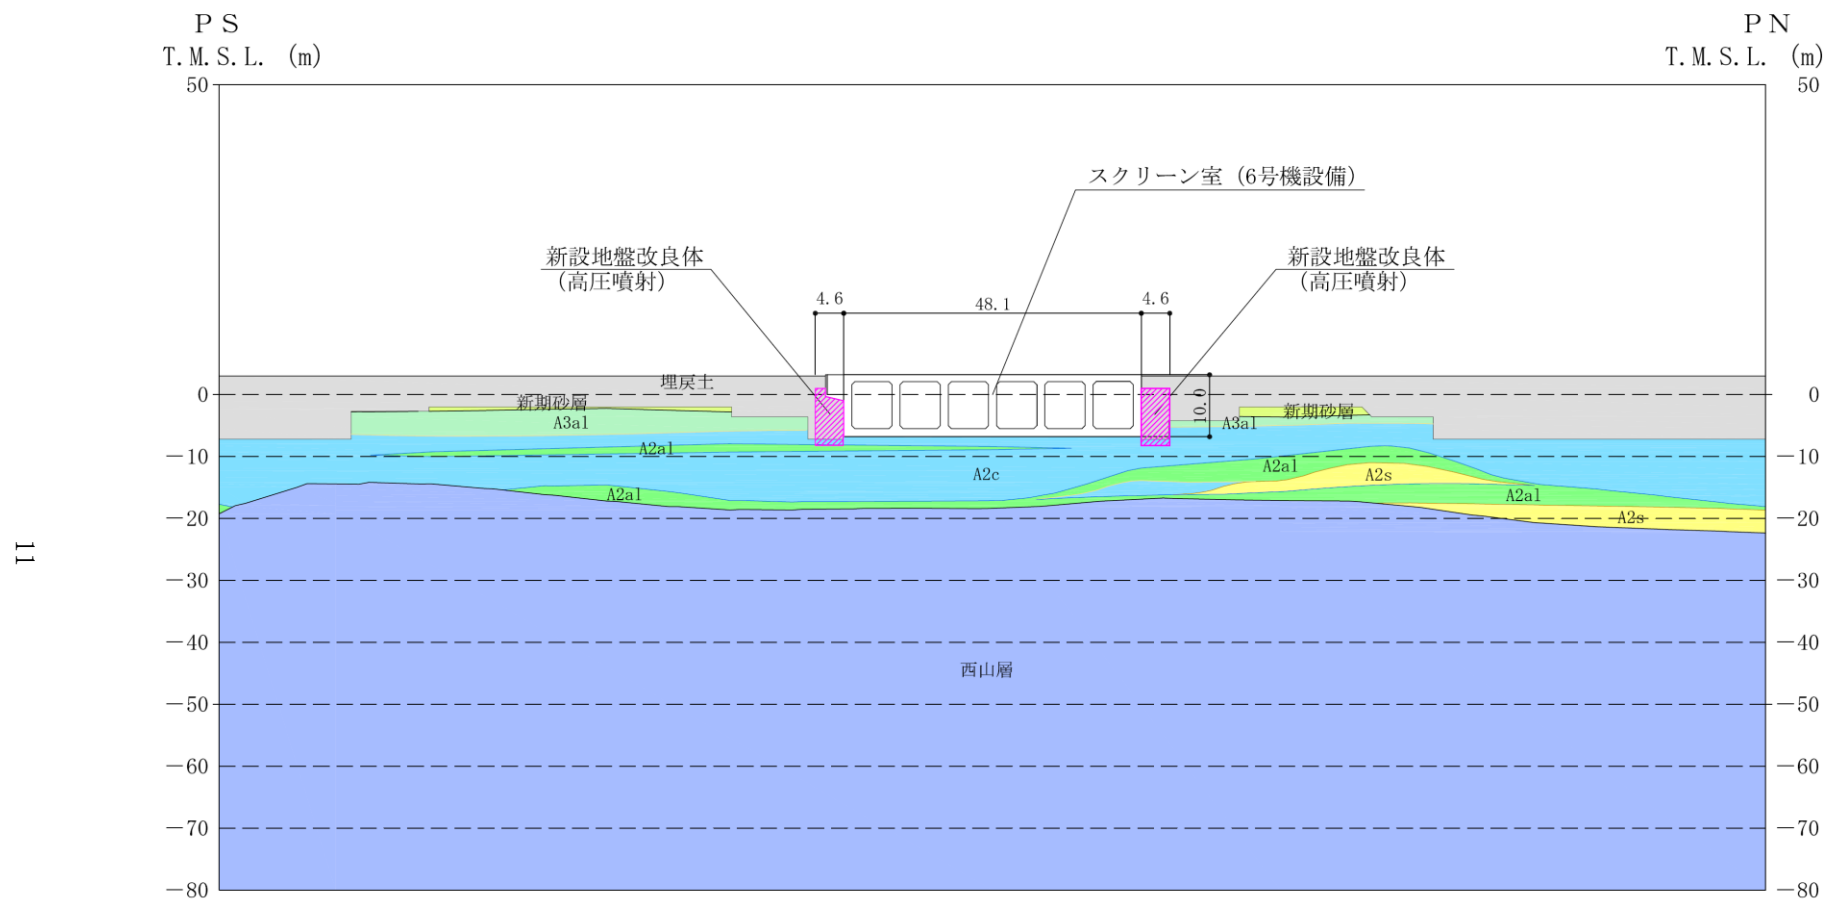 ＰＳ
ＰＮ
T.M.S.L. (m)
T.M.S.L. (m)
50
50
スクリーン室（6号機設備）
新設地盤改良体
（高圧噴射）
新設地盤改良体
（高圧噴射）
4.6
48.1
4.6
埋戻土
0
0
10.0
新期砂層
新期砂層
A3al
A3al
A2al
−10
−10
A2al
A2c
A2s
A2al
A2al
−20
−20
A2s
11
−30
−30
−40
−40
西山層
−50
−50
−60
−60
−70
−70
−80
−80